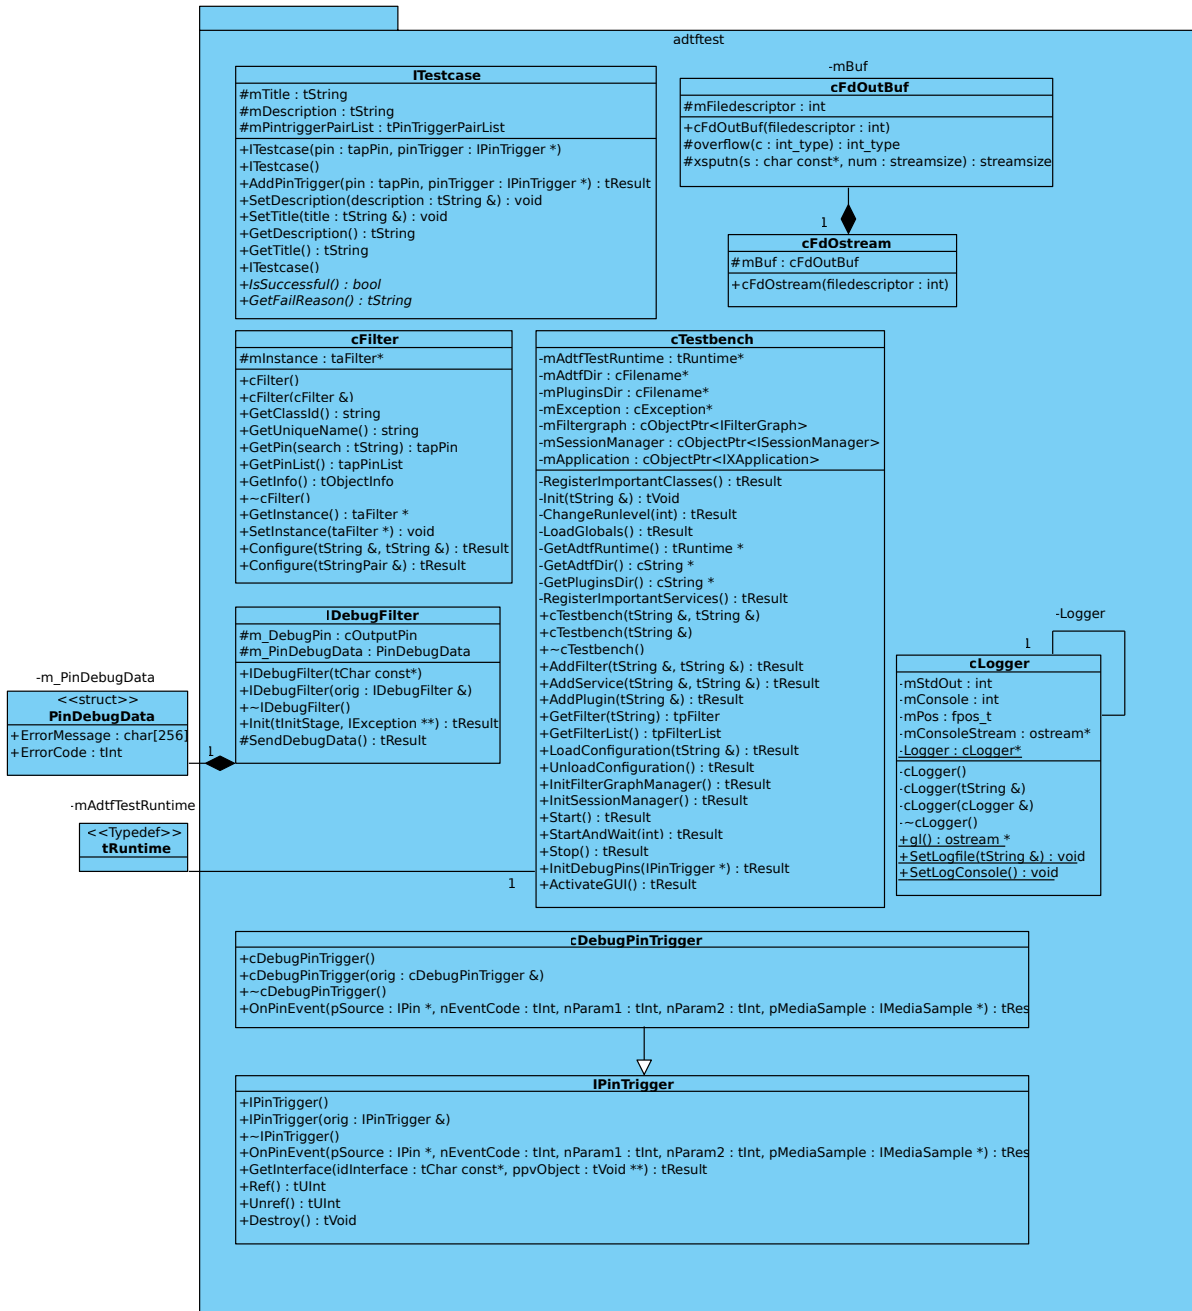 adtftest
ITestcase
#mTitle : tString
#mDescription : tString
#mPintriggerPairList : tPinTriggerPairList
+ITestcase(pin : tapPin, pinTrigger : IPinTrigger *)
+ITestcase()
+AddPinTrigger(pin : tapPin, pinTrigger : IPinTrigger *) : tResult
+SetDescription(description : tString &) : void
+SetTitle(title : tString &) : void
+GetDescription() : tString
+GetTitle() : tString
+ITestcase()
+IsSuccessful() : bool
+GetFailReason() : tString
-mBuf
cFdOutBuf
#mFiledescriptor : int
+cFdOutBuf(filedescriptor : int)
#overflow(c : int_type) : int_type
#xsputn(s : char const*, num : streamsize) : streamsize
1
cFdOstream
#mBuf : cFdOutBuf
+cFdOstream(filedescriptor : int)
cFilter
#mInstance : taFilter*
+cFilter()
+cFilter(cFilter &)
+GetClassId() : string
+GetUniqueName() : string
+GetPin(search : tString) : tapPin
+GetPinList() : tapPinList
+GetInfo() : tObjectInfo
+~cFilter()
+GetInstance() : taFilter *
+SetInstance(taFilter *) : void
+Configure(tString &, tString &) : tResult
+Configure(tStringPair &) : tResult
cTestbench
-mAdtfTestRuntime : tRuntime*
-mAdtfDir : cFilename*
-mPluginsDir : cFilename*
-mException : cException*
-mFiltergraph : cObjectPtr<IFilterGraph>
-mSessionManager : cObjectPtr<ISessionManager>
-mApplication : cObjectPtr<IXApplication>
-RegisterImportantClasses() : tResult
-Init(tString &) : tVoid
-ChangeRunlevel(int) : tResult
-LoadGlobals() : tResult
-GetAdtfRuntime() : tRuntime *
-GetAdtfDir() : cString *
-GetPluginsDir() : cString *
-RegisterImportantServices() : tResult
+cTestbench(tString &, tString &)
+cTestbench(tString &)
+~cTestbench()
+AddFilter(tString &, tString &) : tResult
+AddService(tString &, tString &) : tResult
+AddPlugin(tString &) : tResult
+GetFilter(tString) : tpFilter
+GetFilterList() : tpFilterList
+LoadConfiguration(tString &) : tResult
+UnloadConfiguration() : tResult
+InitFilterGraphManager() : tResult
+InitSessionManager() : tResult
+Start() : tResult
+StartAndWait(int) : tResult
+Stop() : tResult
+InitDebugPins(IPinTrigger *) : tResult
+ActivateGUI() : tResult
IDebugFilter
#m_DebugPin : cOutputPin
#m_PinDebugData : PinDebugData
+IDebugFilter(tChar const*)
+IDebugFilter(orig : IDebugFilter &)
+~IDebugFilter()
+Init(tInitStage, IException **) : tResult
#SendDebugData() : tResult
-m_PinDebugData
<<struct>>
PinDebugData
+ErrorMessage : char[256]
+ErrorCode : tInt
1
-mAdtfTestRuntime
<<Typedef>>
tRuntime
1
-Logger
1
cLogger
-mStdOut : int
-mConsole : int
-mPos : fpos_t
-mConsoleStream : ostream*
-Logger : cLogger*
-cLogger()
-cLogger(tString &)
-cLogger(cLogger &)
-~cLogger()
+gl() : ostream *
+SetLogfile(tString &) : void
+SetLogConsole() : void
cDebugPinTrigger
+cDebugPinTrigger()
+cDebugPinTrigger(orig : cDebugPinTrigger &)
+~cDebugPinTrigger()
+OnPinEvent(pSource : IPin *, nEventCode : tInt, nParam1 : tInt, nParam2 : tInt, pMediaSample : IMediaSample *) : tRes
IPinTrigger
+IPinTrigger()
+IPinTrigger(orig : IPinTrigger &)
+~IPinTrigger()
+OnPinEvent(pSource : IPin *, nEventCode : tInt, nParam1 : tInt, nParam2 : tInt, pMediaSample : IMediaSample *) : tRes
+GetInterface(idInterface : tChar const*, ppvObject : tVoid **) : tResult
+Ref() : tUInt
+Unref() : tUInt
+Destroy() : tVoid